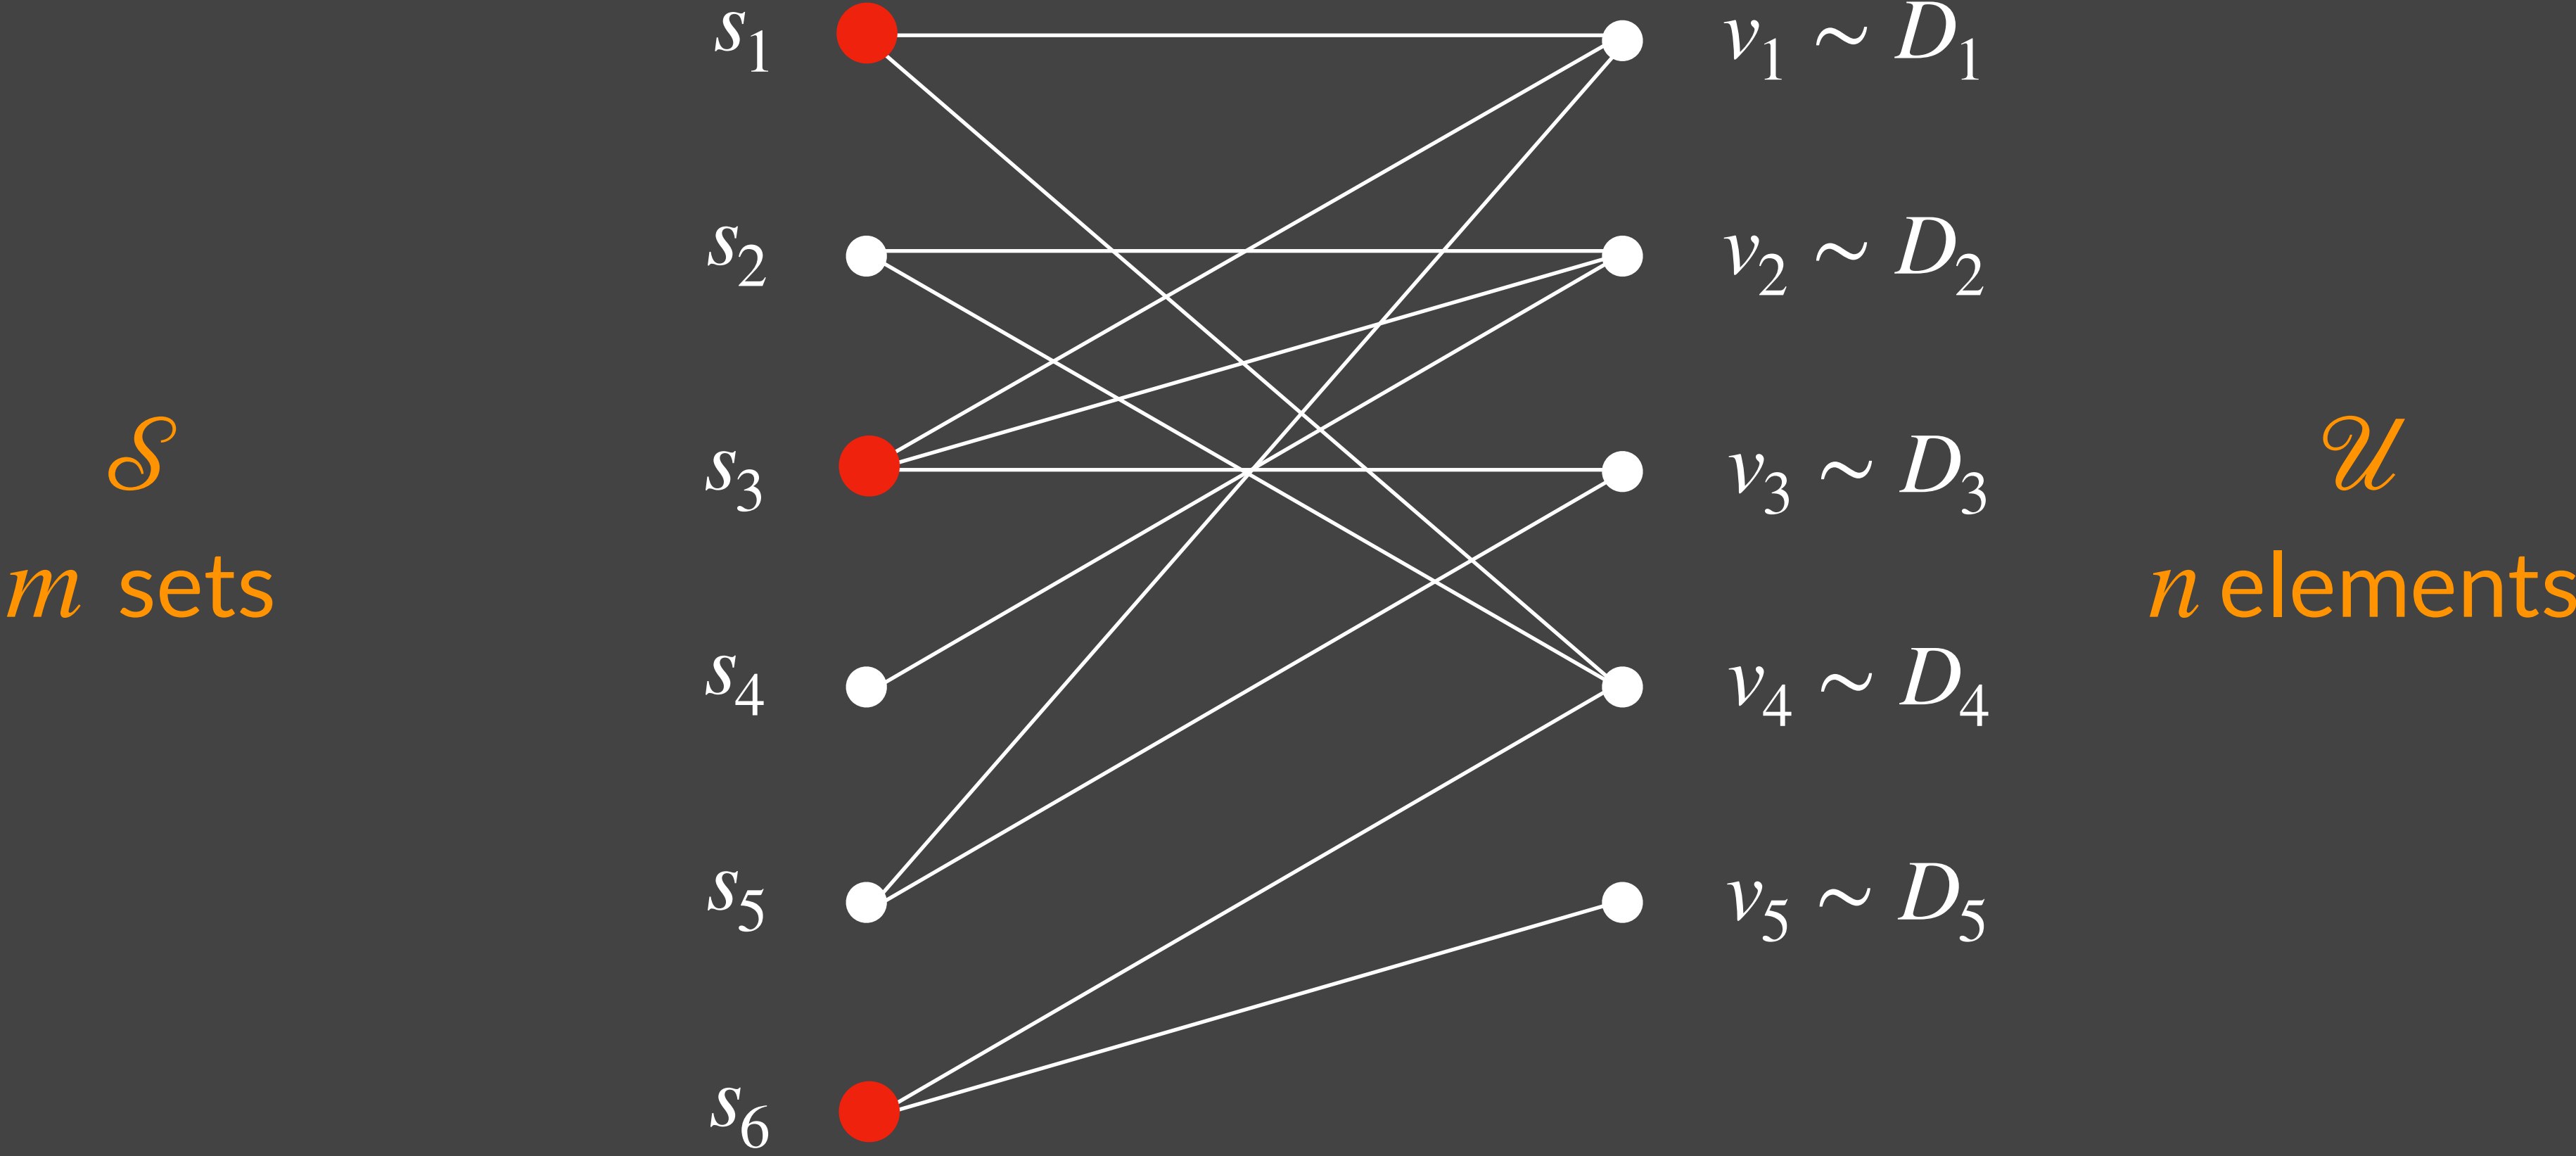 s₁
v₁ ~ D₁
s₂
v₂ ~ D₂
𝒮
s₃
v₃ ~ D₃
𝒰
m sets
n elements
s₄
v₄ ~ D₄
s₅
v₅ ~ D₅
s₆